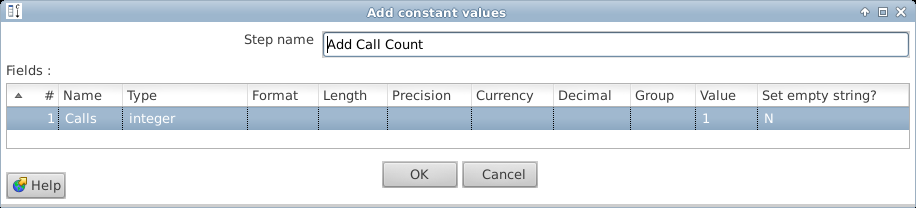 Add constant values
Step name Add Call Count
Fields :
# Name Type Format Length Precision Currency Decimal Group Value Set empty string?
1 Calls integer 1 N
OK Cancel
Help